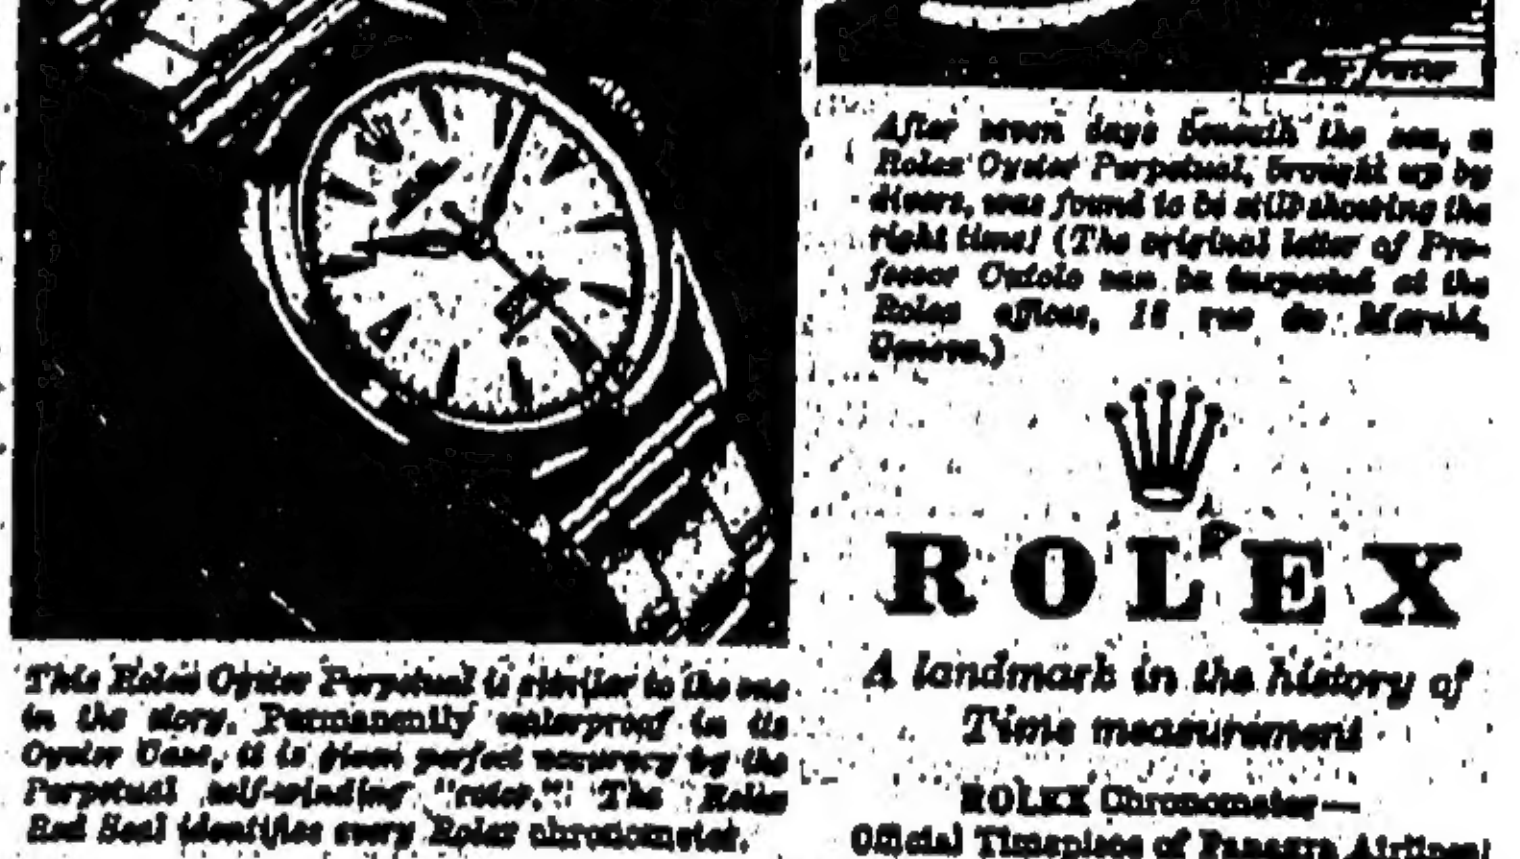 This Rolex Oyster Perpetual is similar to the one
in the story. Permanently waterproof in its
Oyster Case, it is given perfect accuracy by the
Perpetual self-winding "rotor." The Rolex
Red Seal identifies every Rolex chronometer.
After seven days beneath the sea, a
Rolex Oyster Perpetual, brought up by
divers, was found to be still showing the
right time! (The original letter of Pro-
fessor can be inspected at the
Rolex offices, 18 rue du
Geneva.)
ROLEX
A landmark in the history of
Time measurement
ROLEX Chronometer—
Official Timepiece of Panagra Airlines!